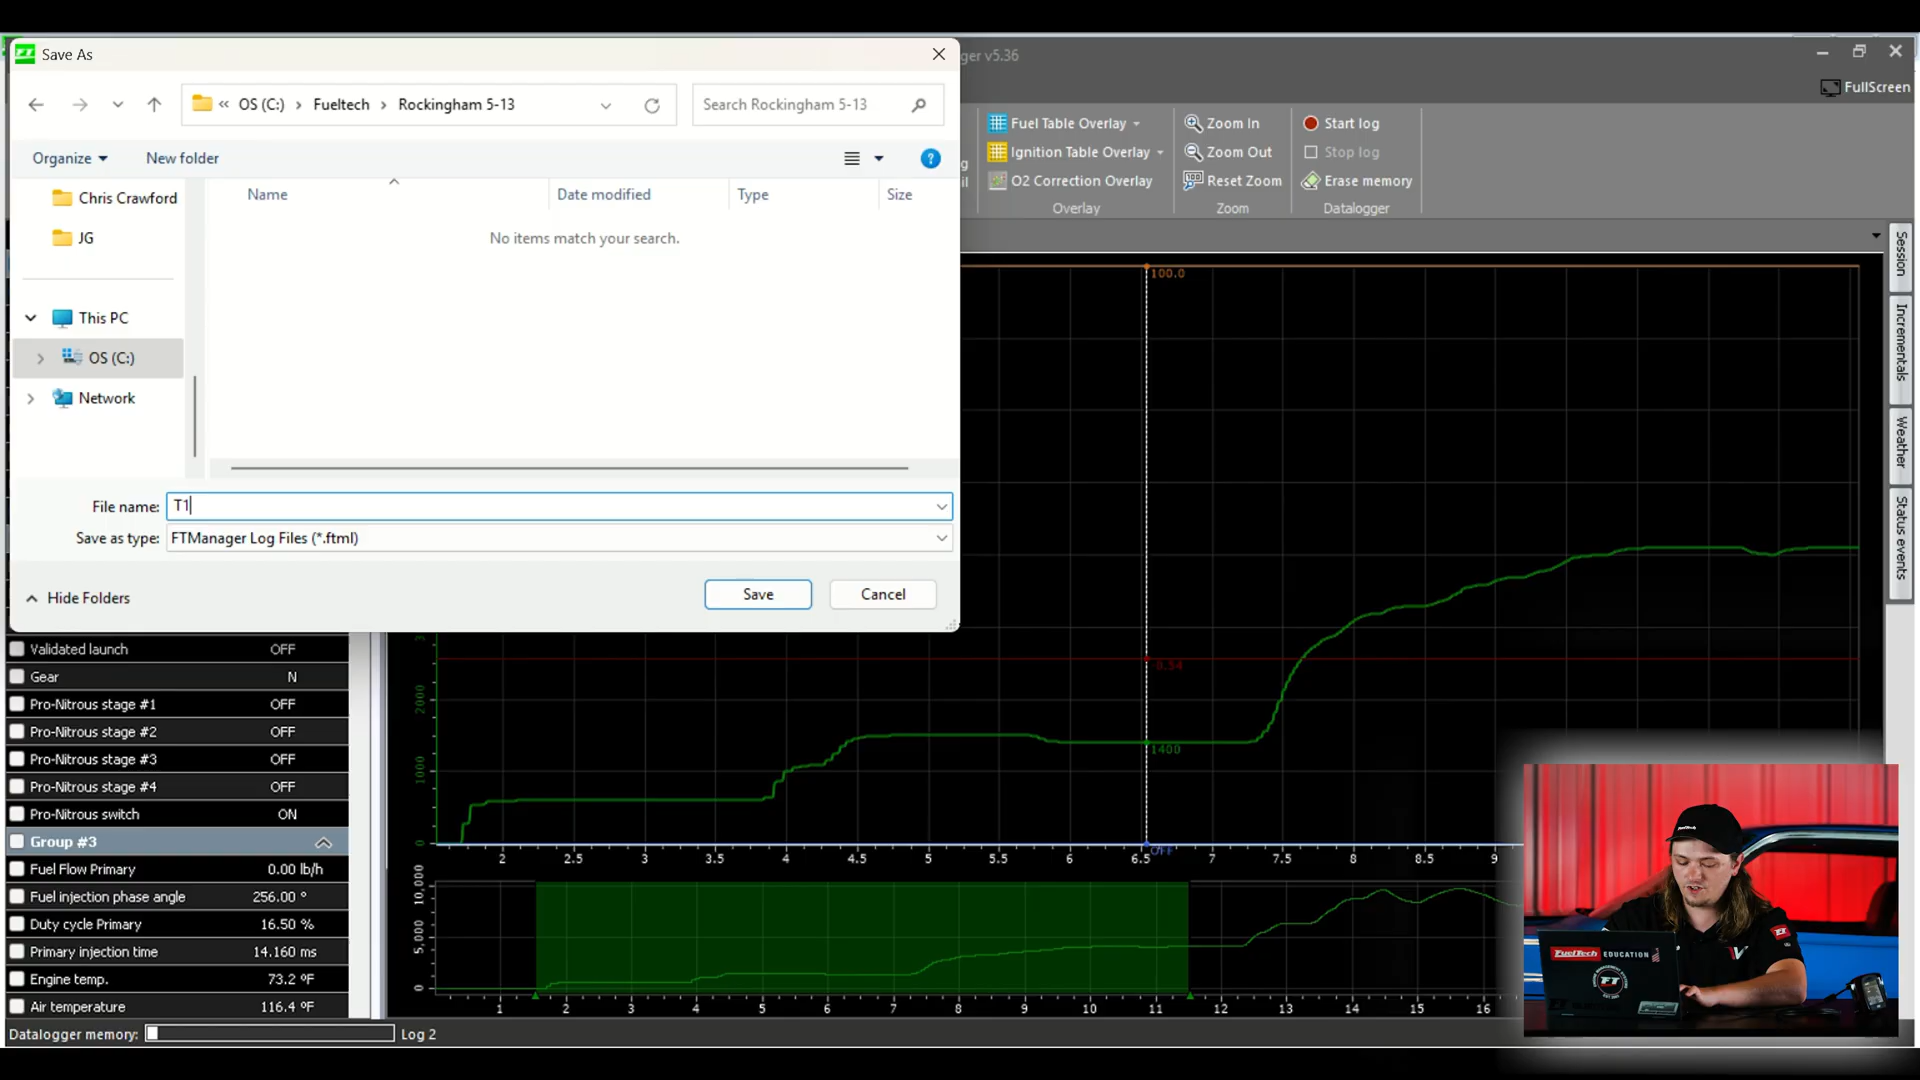 Save As
ger v5.36
FullScreen
OS (C:) Fueltech Rockingham 5-13
Search Rockingham 5-13
Organize
New folder
Fuel Table Overlay
Ignition Table Overlay
O2 Correction Overlay
Overlay
Zoom In
Zoom Out
Reset Zoom
Zoom
Start log
Stop log
Erase memory
Datalogger
Name Date modified Type Size
No items match your search.
Chris Crawford
JG
This PC
OS (C:)
Network
File name: T1
Save as type: FTManager Log Files (*.ftml)
Hide Folders
Save
Cancel
Session
Incrementals
Weather
Status events
100.0
0.54
1400
OFF
2000
1000
0
2 2.5 3 3.5 4 4.5 5 5.5 6 6.5 7 7.5 8 8.5 9
10,000
5,000
0
1 2 3 4 5 6 7 8 9 10 11 12 13 14 15 16
Validated launch OFF
Gear N
Pro-Nitrous stage #1 OFF
Pro-Nitrous stage #2 OFF
Pro-Nitrous stage #3 OFF
Pro-Nitrous stage #4 OFF
Pro-Nitrous switch ON
Group #3
Fuel Flow Primary 0.00 lb/h
Fuel injection phase angle 256.00 °
Duty cycle Primary 16.50 %
Primary injection time 14.160 ms
Engine temp. 73.2 ºF
Air temperature 116.4 ºF
Datalogger memory: Log 2
FuelTech EDUCATION
FT